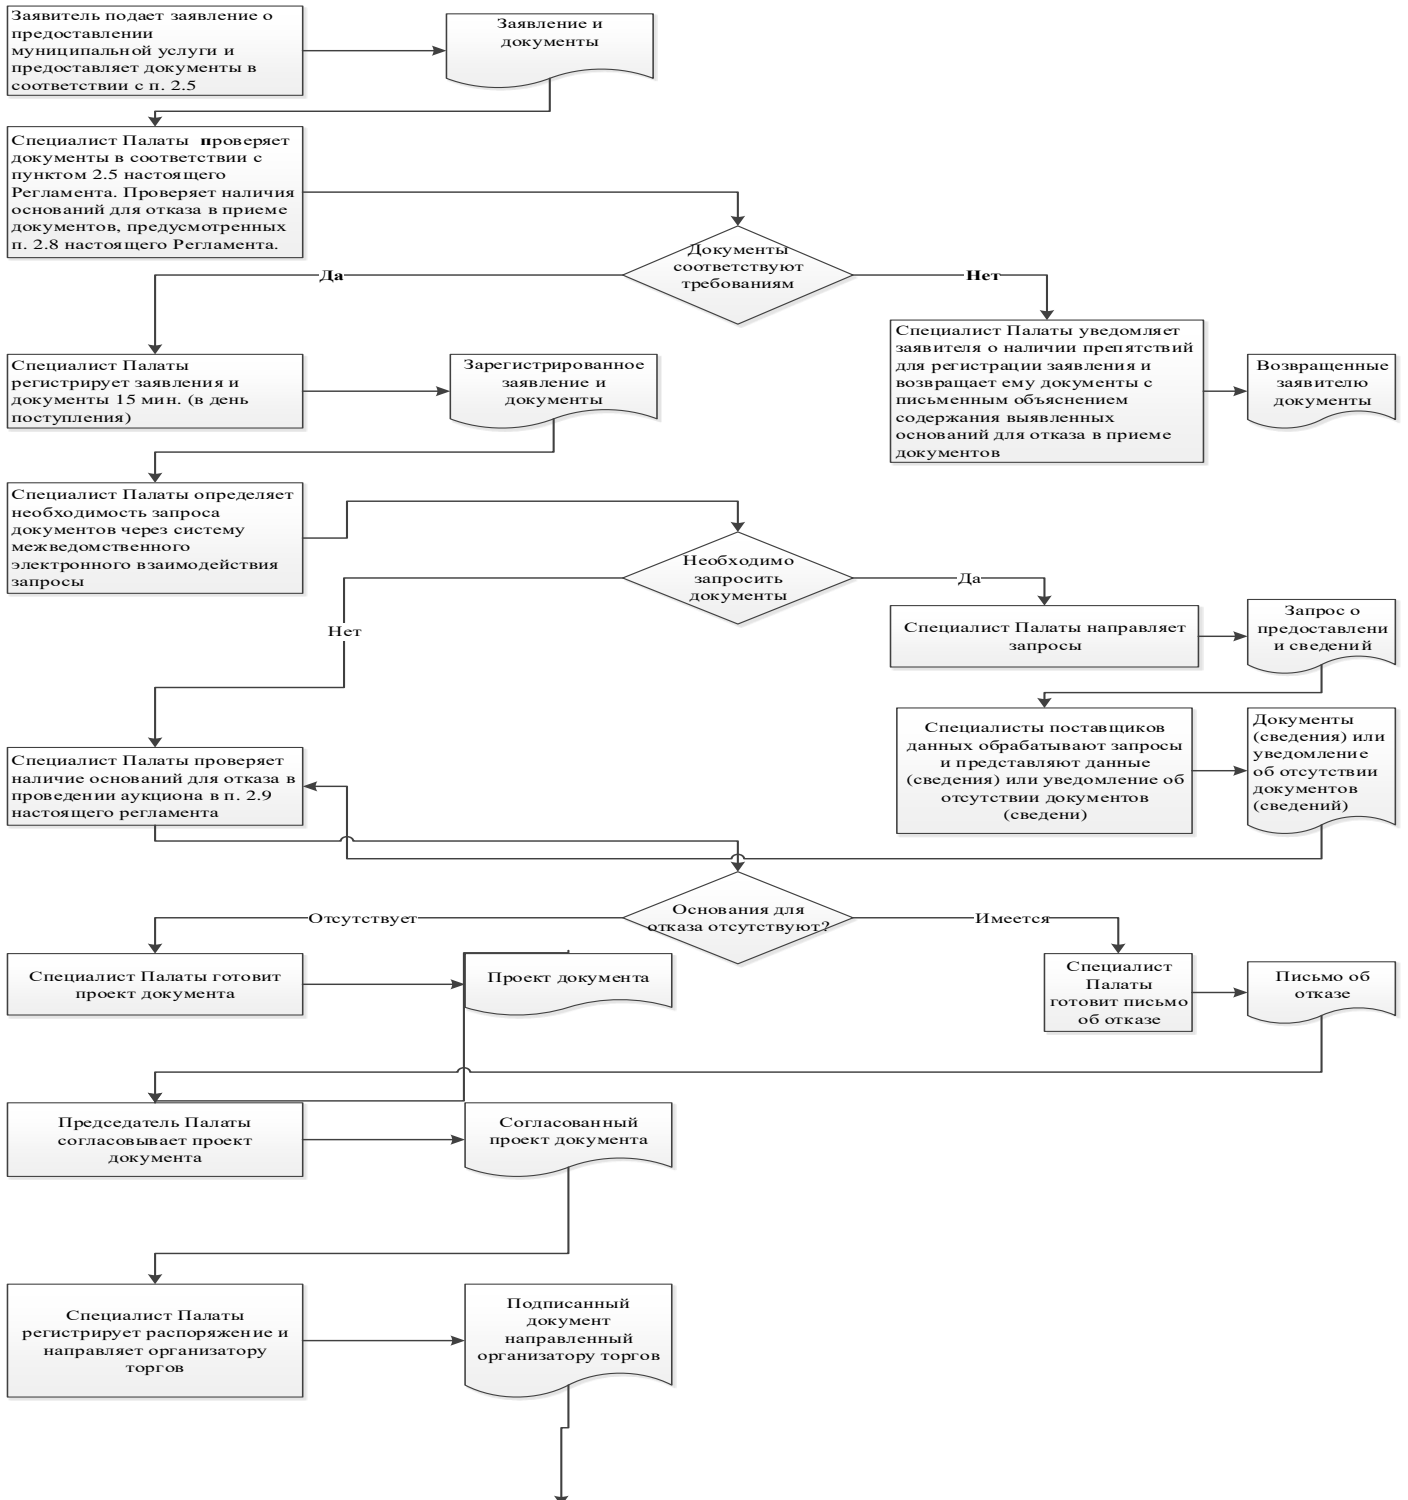 Заявитель подает заявление о
предоставлении
муниципальной услуги и
предоставляет документы в
соответствии с п. 2.5
Заявление и
документы
Специалист Палаты  проверяет
документы в соответствии с
пунктом 2.5 настоящего
Регламента. Проверяет наличия
оснований для отказа в приеме
документов, предусмотренных
п. 2.8 настоящего Регламента.
Документы
соответствуют
требованиям
Да
Нет
Специалист Палаты
регистрирует заявления и
документы 15 мин. (в день
поступления)
Зарегистрированное
заявление и
документы
Специалист Палаты уведомляет
заявителя о наличии препятствий
для регистрации заявления и
возвращает ему документы с
письменным объяснением
содержания выявленных
оснований для отказа в приеме
документов
Возвращенные
заявителю
документы
Специалист Палаты определяет
необходимость запроса
документов через систему
межведомственного
электронного взаимодействия
запросы
Необходимо
запросить
документы
Да
Нет
Специалист Палаты направляет
запросы
Запрос о
предоставлени
и сведений
Специалисты поставщиков
данных обрабатывают запросы
и представляют данные
(сведения) или уведомление об
отсутствии документов
(сведени)
Документы
(сведения) или
уведомление
об отсутствии
документов
(сведений)
Специалист Палаты проверяет
наличие оснований для отказа в
проведении аукциона в п. 2.9
настоящего регламента
Основания для
отказа отсутствуют?
Отсутствует
Имеется
Специалист Палаты готовит
проект документа
Проект документа
Специалист
Палаты
готовит письмо
об отказе
Письмо об
отказе
Председатель Палаты
согласовывает проект
документа
Согласованный
проект документа
Специалист Палаты
регистрирует распоряжение и
направляет организатору
торгов
Подписанный
документ
направленный
организатору торгов